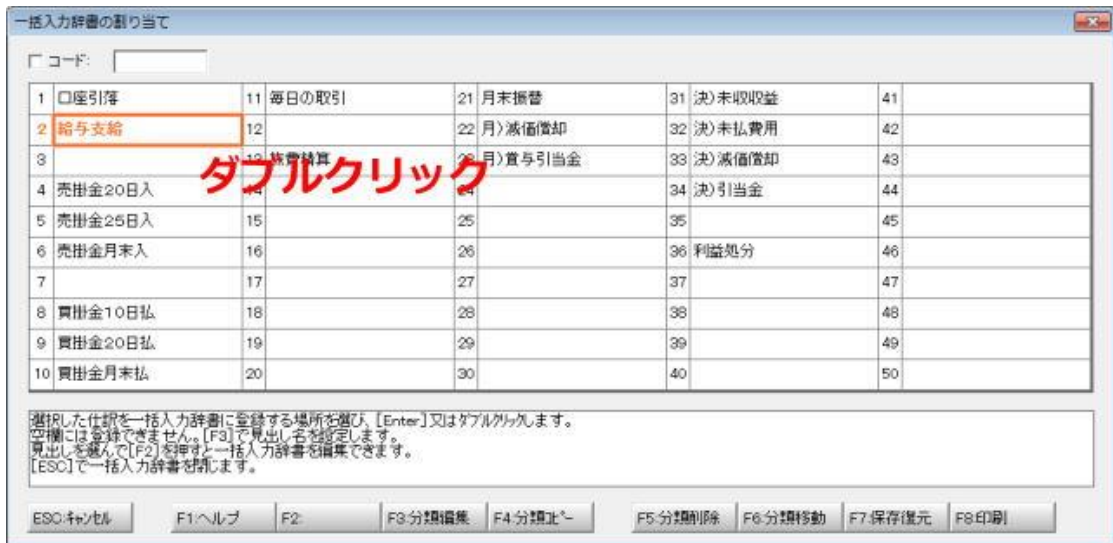 一括入力辞書の割り当て
コード:
1 口座引落 11 毎日の取引 21 月末振替 31 決)未収収益 41
2 給与支給 12 22 月)減価償却 32 決)未払費用 42
3 13 旅費精算 23 月)賞与引当金 33 決)減価償却 43
ダブルクリック
4 売掛金20日入 14 24 34 決)引当金 44
5 売掛金25日入 15 25 35 45
6 売掛金月末入 16 26 36 利益処分 46
7 17 27 37 47
8 買掛金10日払 18 28 38 48
9 買掛金20日払 19 29 39 49
10 買掛金月末払 20 30 40 50
選択した仕訳を一括入力辞書に登録する場所を選び、[Enter]又はダブルクリックします。
空欄には登録できません。[F3]で見出し名を設定します。
見出しを選んで[F2]を押すと一括入力辞書を編集できます。
[ESC]で一括入力辞書を閉じます。
ESC:キャンセル F1:ヘルプ F2: F3:分類編集 F4:分類コピー F5:分類削除 F6:分類移動 F7:保存復元 F8:印刷